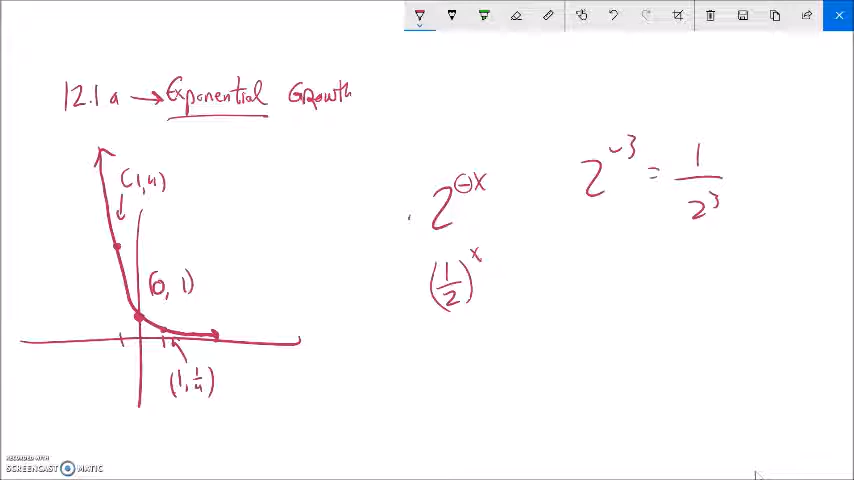 12.1 a → Exponential Growth
(-1, 4)
(0, 1)
(1, 1/4)
2^-x
(1/2)^x
2^-3 = 1/2^3
RECORDED WITH
SCREENCAST MATIC